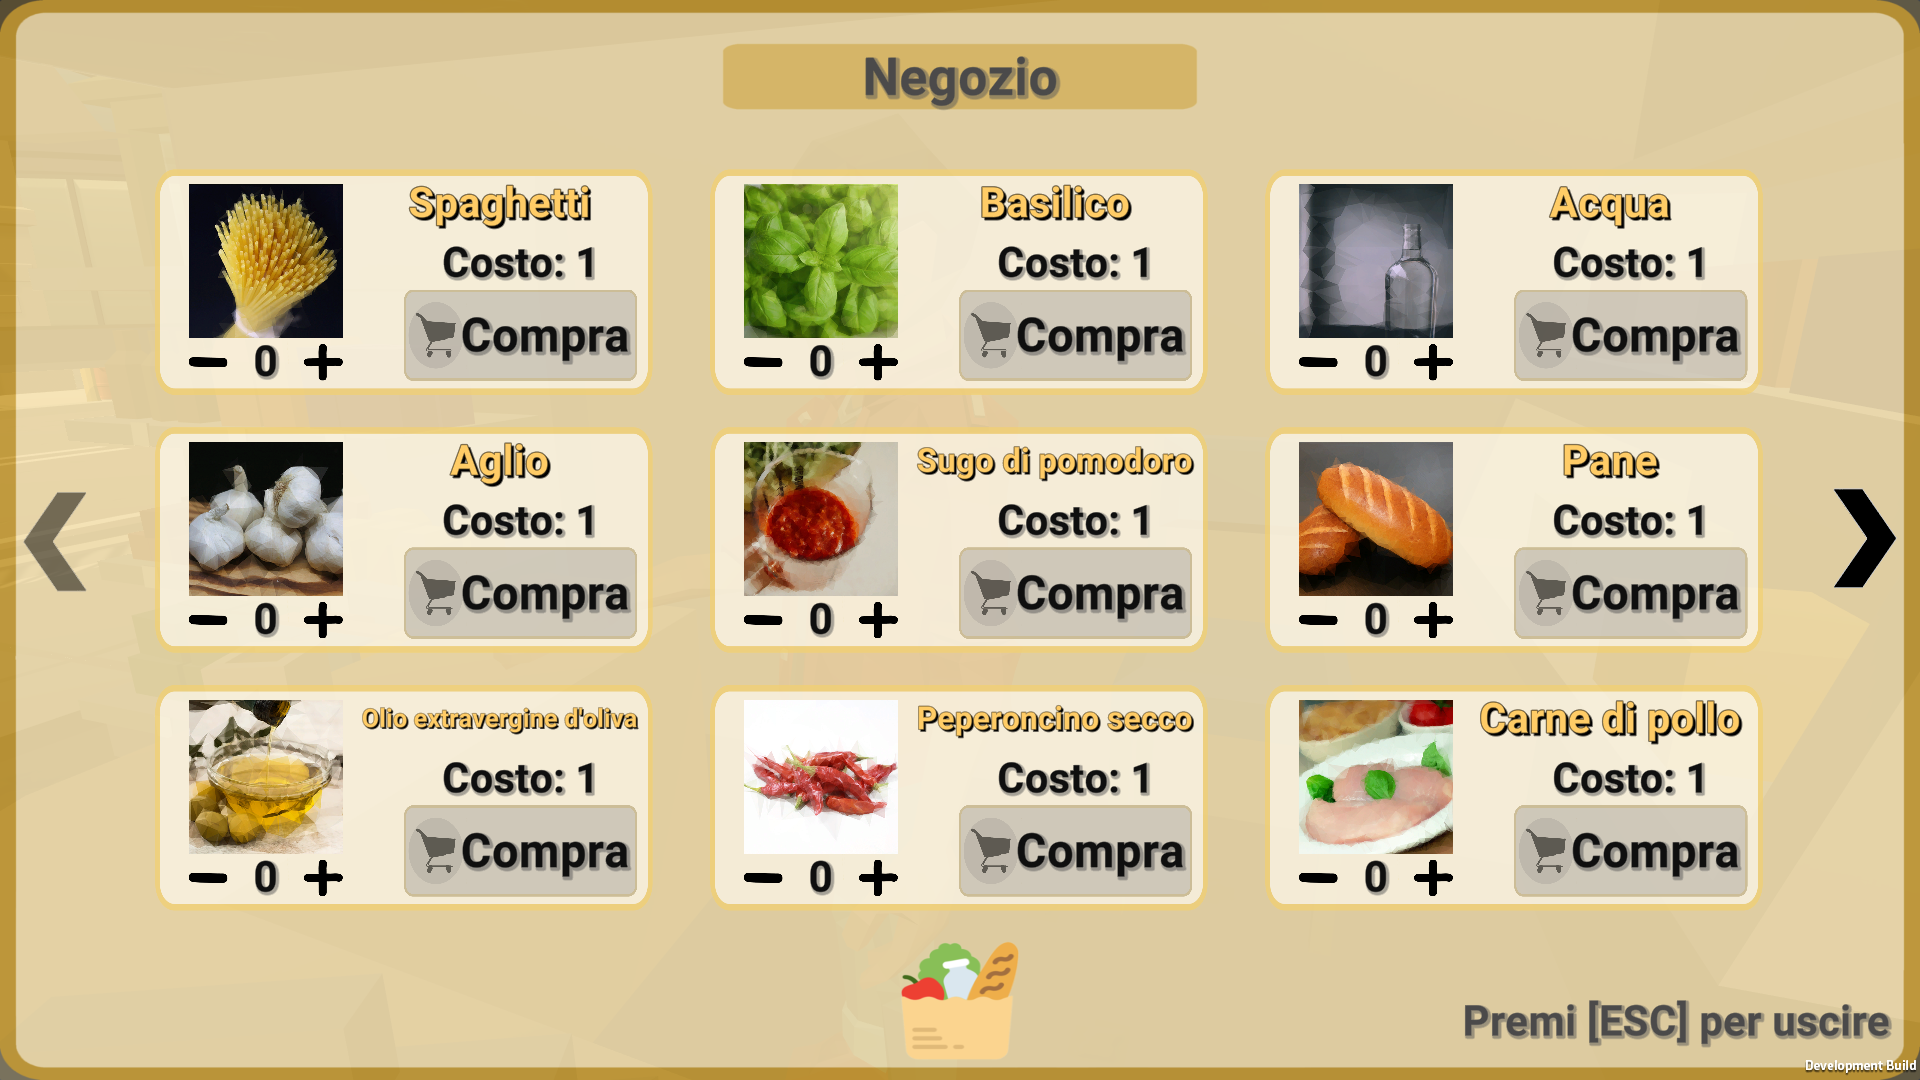 Negozio
Spaghetti
Costo: 1
Compra
0
Basilico
Costo: 1
Compra
0
Acqua
Costo: 1
Compra
0
Aglio
Costo: 1
Compra
0
Sugo di pomodoro
Costo: 1
Compra
0
Pane
Costo: 1
Compra
0
Olio extravergine d'oliva
Costo: 1
Compra
0
Peperoncino secco
Costo: 1
Compra
0
Carne di pollo
Costo: 1
Compra
0
Premi [ESC] per uscire
Development Build